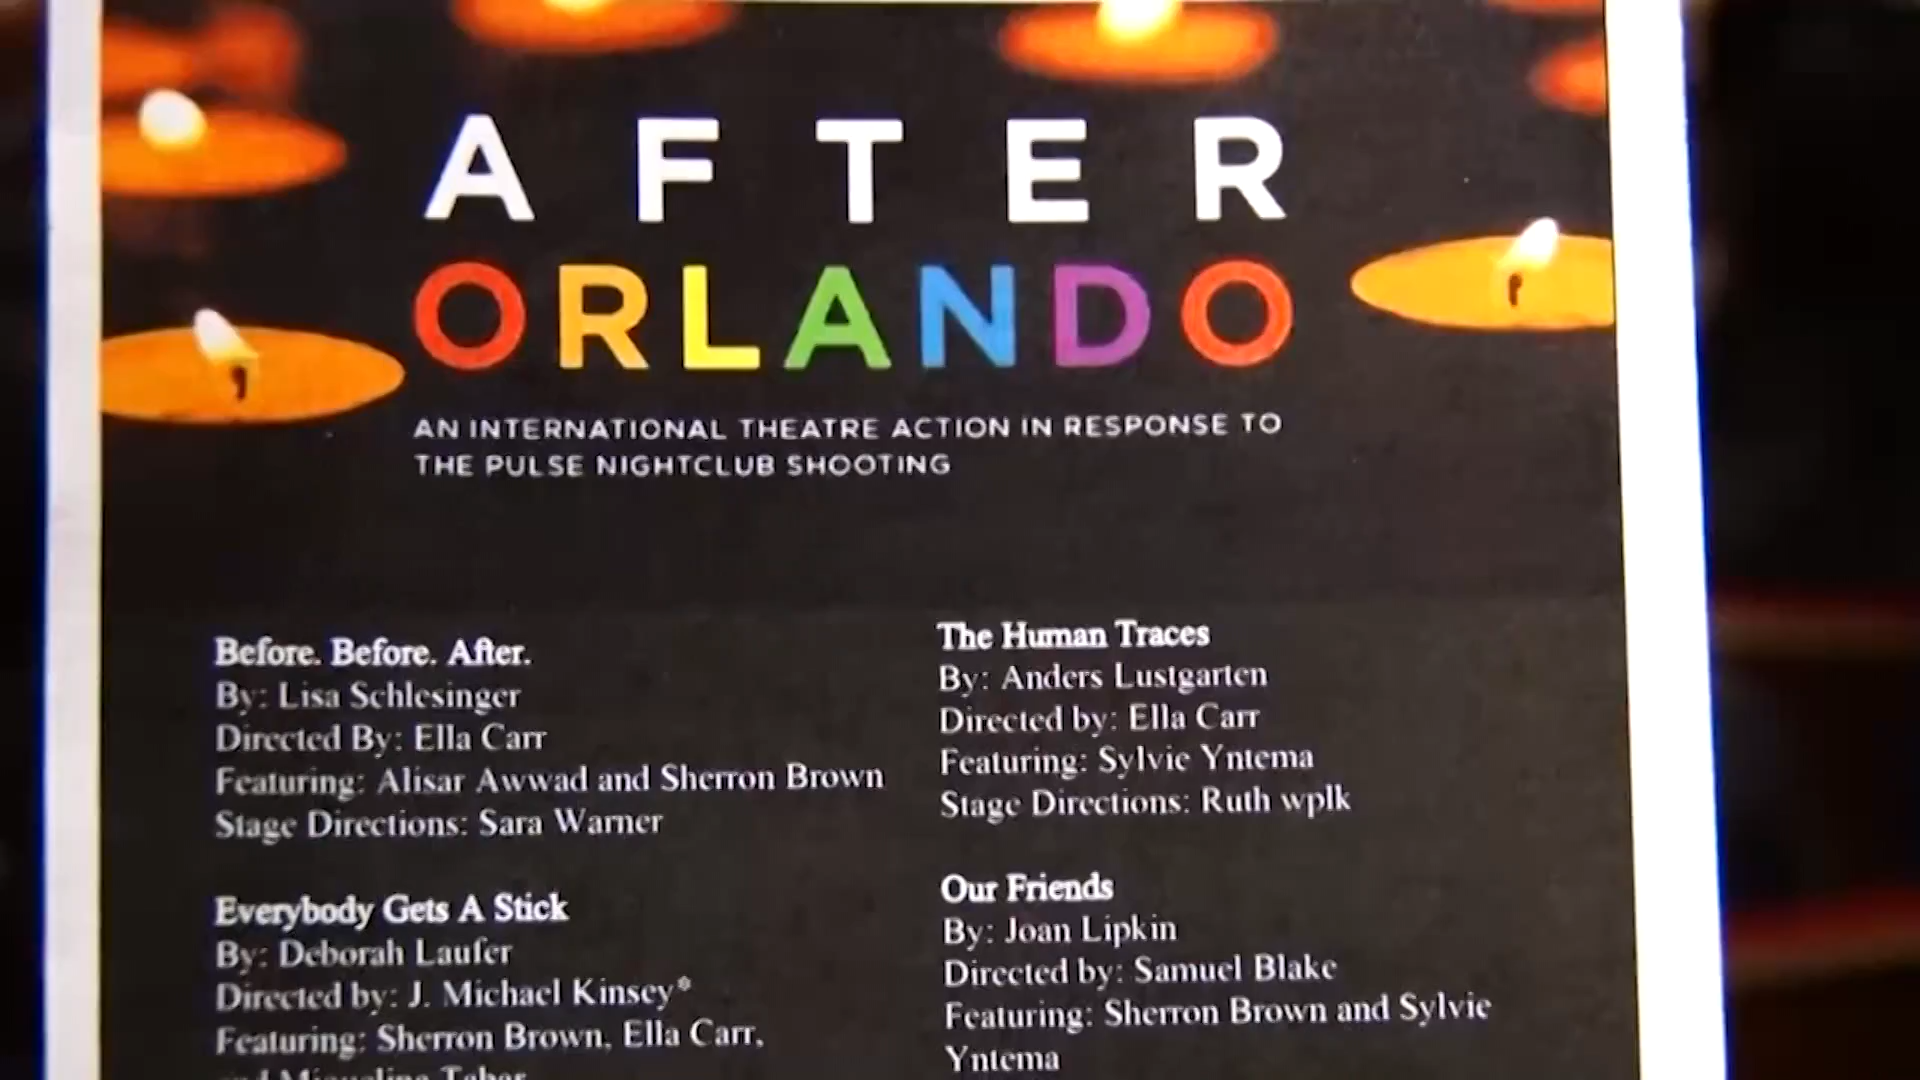 AFTER
ORLANDO
AN INTERNATIONAL THEATRE ACTION IN RESPONSE TO
THE PULSE NIGHTCLUB SHOOTING
Before. Before. After.
By: Lisa Schlesinger
Directed By: Ella Carr
Featuring: Alisar Awwad and Sherron Brown
Stage Directions: Sara Warner
Everybody Gets A Stick
By: Deborah Laufer
Directed by: J. Michael Kinsey*
Featuring: Sherron Brown, Ella Carr,
The Human Traces
By: Anders Lustgarten
Directed by: Ella Carr
Featuring: Sylvie Yntema
Stage Directions: Ruth wplk
Our Friends
By: Joan Lipkin
Directed by: Samuel Blake
Featuring: Sherron Brown and Sylvie
Yntema